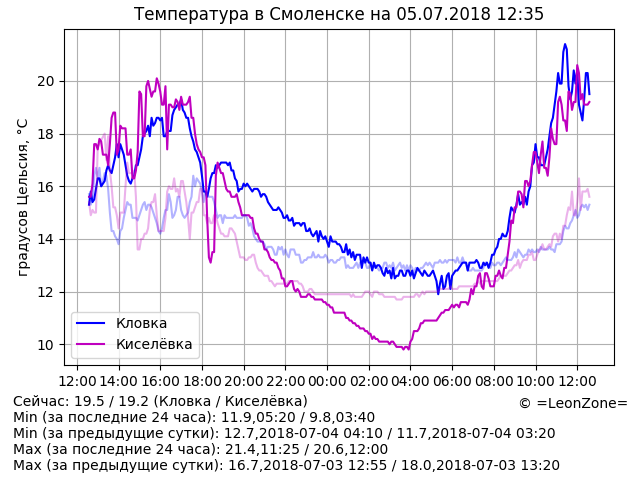 Температура в Смоленске на 05.07.2018 12:35
градусов Цельсия, °C
20
18
16
14
12
10
Кловка
Киселёвка
12:00 14:00 16:00 18:00 20:00 22:00 00:00 02:00 04:00 06:00 08:00 10:00 12:00
Сейчас: 19.5 / 19.2 (Кловка / Киселёвка)
© =LeonZone=
Min (за последние 24 часа): 11.9,05:20 / 9.8,03:40
Min (за предыдущие сутки): 12.7,2018-07-04 04:10 / 11.7,2018-07-04 03:20
Max (за последние 24 часа): 21.4,11:25 / 20.6,12:00
Max (за предыдущие сутки): 16.7,2018-07-03 12:55 / 18.0,2018-07-03 13:20